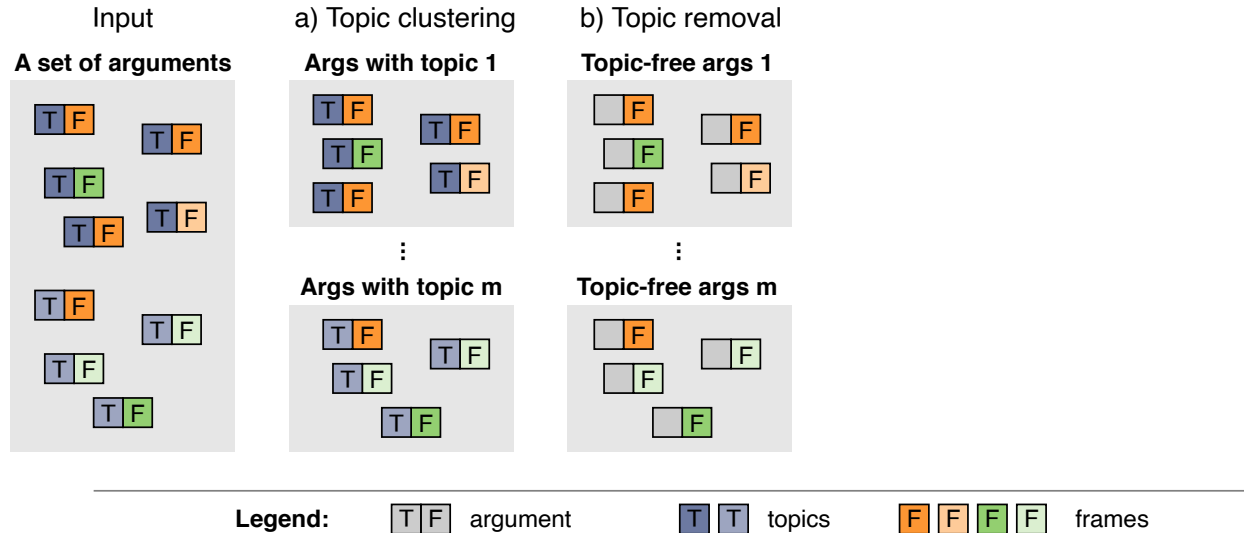 Input
a) Topic clustering
b) Topic removal
A set of arguments
Args with topic 1
Topic-free args 1
T F
T F
T F
T F
T F
T F
T F
T F
T F
T F
T F
T F
T F
T F
F
F
F
F
F
⋮
⋮
Args with topic m
Topic-free args m
T F
T F
T F
T F
F
F
F
F
Legend:
T F argument
T T topics
F F F F frames